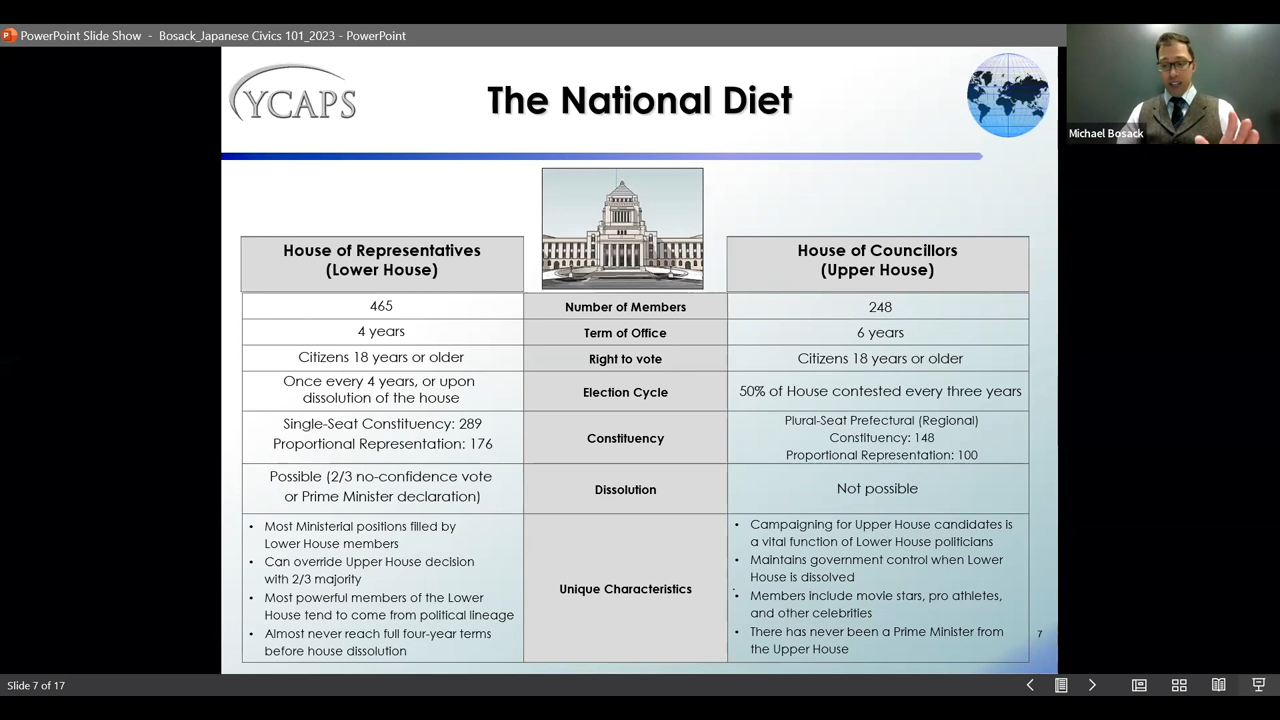 PowerPoint Slide Show - Bosack_Japanese Civics 101_2023 - PowerPoint
Michael Bosack
YCAPS
The National Diet
House of Representatives
(Lower House)
House of Councillors
(Upper House)
465
Number of Members
248
4 years
Term of Office
6 years
Citizens 18 years or older
Right to vote
Citizens 18 years or older
Once every 4 years, or upon
dissolution of the house
Election Cycle
50% of House contested every three years
Single-Seat Constituency: 289
Proportional Representation: 176
Constituency
Plural-Seat Prefectural (Regional)
Constituency: 148
Proportional Representation: 100
Possible (2/3 no-confidence vote
or Prime Minister declaration)
Dissolution
Not possible
• Most Ministerial positions filled by
Lower House members
• Can override Upper House decision
with 2/3 majority
• Most powerful members of the Lower
House tend to come from political lineage
• Almost never reach full four-year terms
before house dissolution
Unique Characteristics
• Campaigning for Upper House candidates is
a vital function of Lower House politicians
• Maintains government control when Lower
House is dissolved
• Members include movie stars, pro athletes,
and other celebrities
• There has never been a Prime Minister from
the Upper House
7
Slide 7 of 17